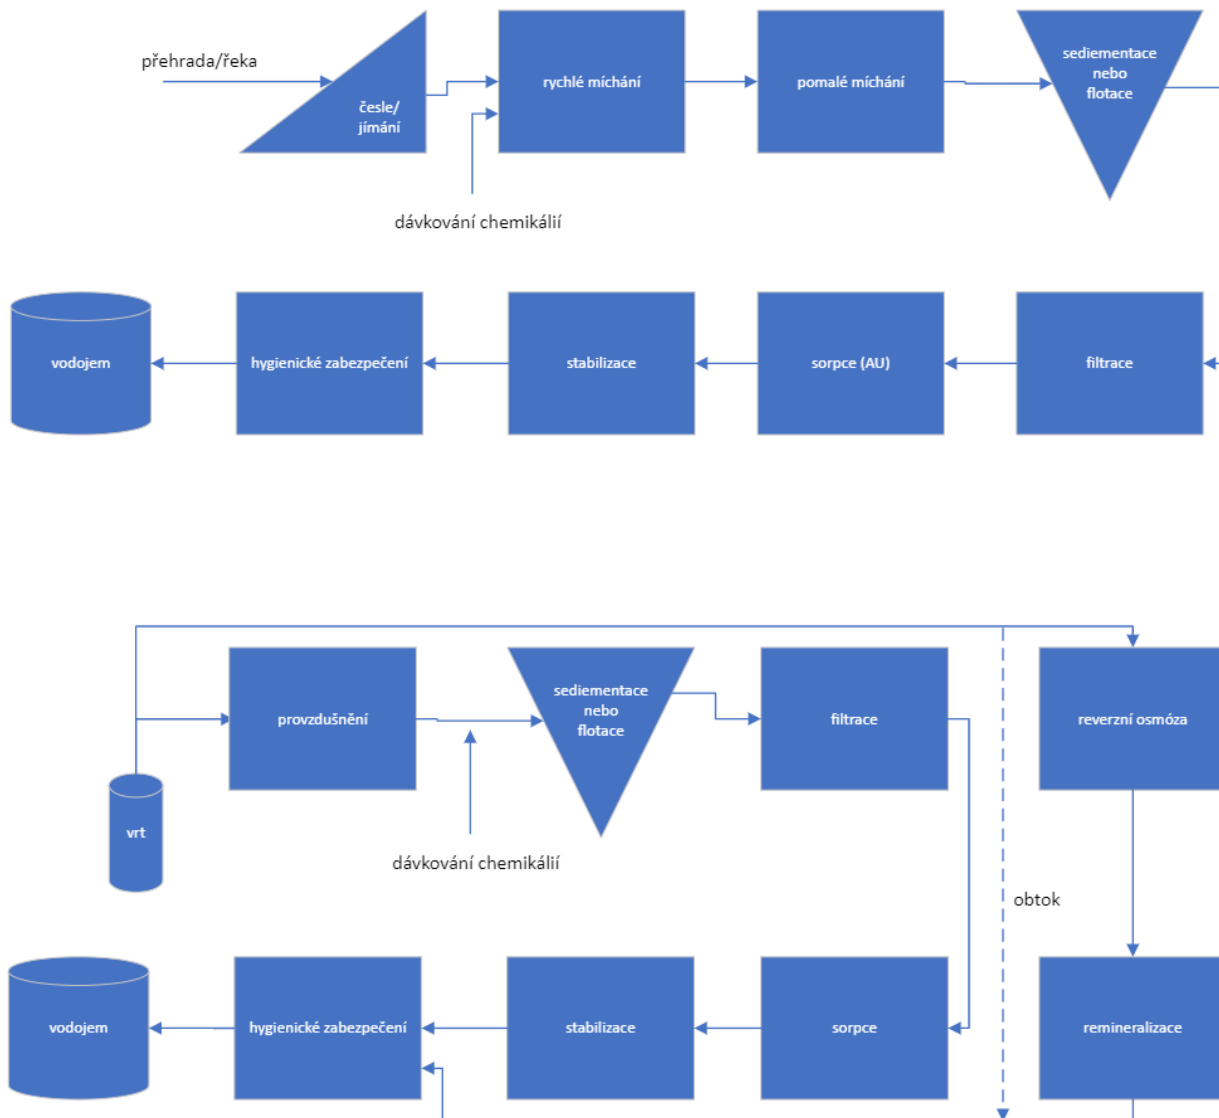 přehrada/řeka
česle/
jímání
rychlé míchání
pomalé míchání
sediementace
nebo
flotace
dávkování chemikálií
vodojem
hygienické zabezpečení
stabilizace
sorpce (AU)
filtrace
provzdušnění
sediementace
nebo
flotace
filtrace
reverzní osmóza
vrt
dávkování chemikálií
obtok
vodojem
hygienické zabezpečení
stabilizace
sorpce
remineralizace